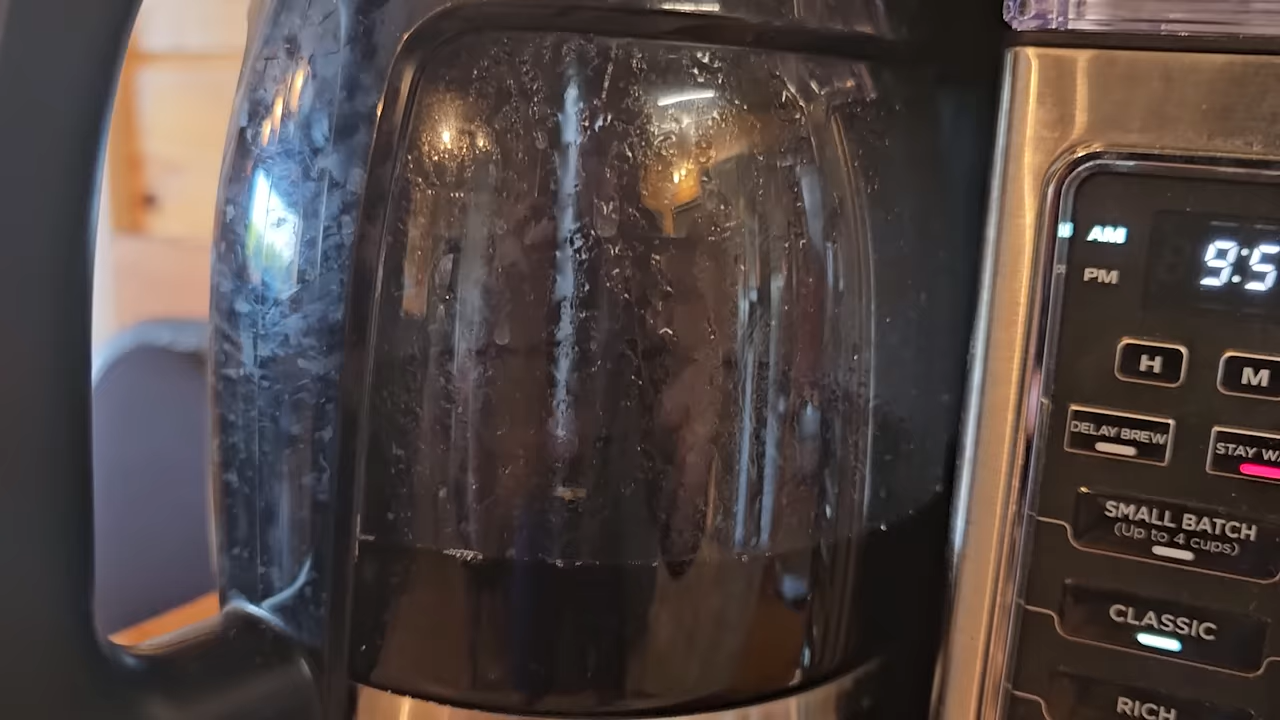 AM
PM
9:5
H
M
DELAY BREW
STAY WA
SMALL BATCH
(Up to 4 cups)
CLASSIC
RICH